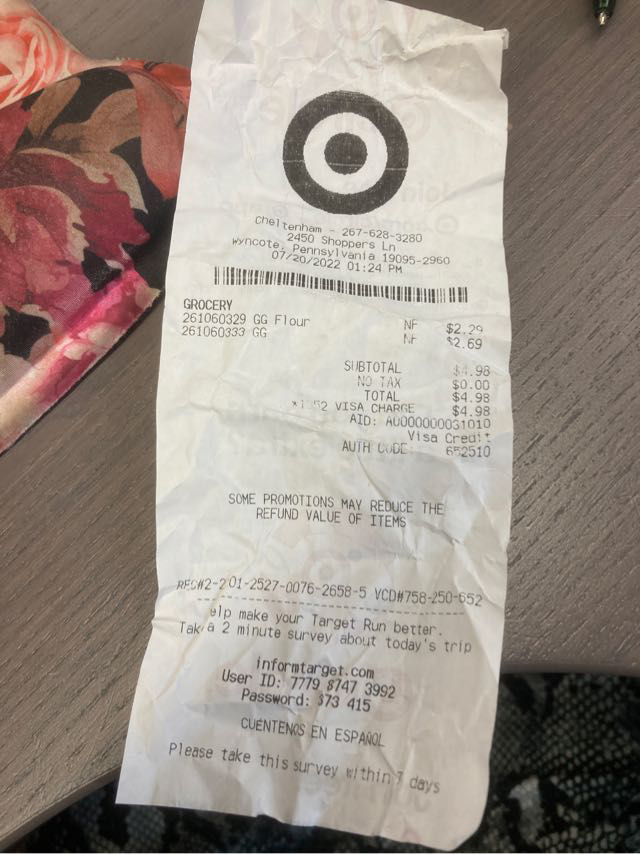 Cheltenham - 267-628-3280
2450 Shoppers Ln
Wyncote, Pennsylvania 19095-2960
07/20/2022 01:24 PM
GROCERY
261060329 GG Flour NF $2.29
261060333 GG NF $2.69
SUBTOTAL $4.98
NO TAX $0.00
TOTAL $4.98
VISA CHARGE $4.98
AID: A0000000031010
Visa Credit
AUTH CODE: 652510
SOME PROMOTIONS MAY REDUCE THE
REFUND VALUE OF ITEMS
01-2527-0076-2658-5 VCD#758-250-652
elp make your Target Run better.
Tak a 2 minute survey about today's trip
informtarget.com
User ID: 7779 8747 3992
Password: 373 415
CUÉNTENOS EN ESPAÑOL
Please take this survey within 7 days